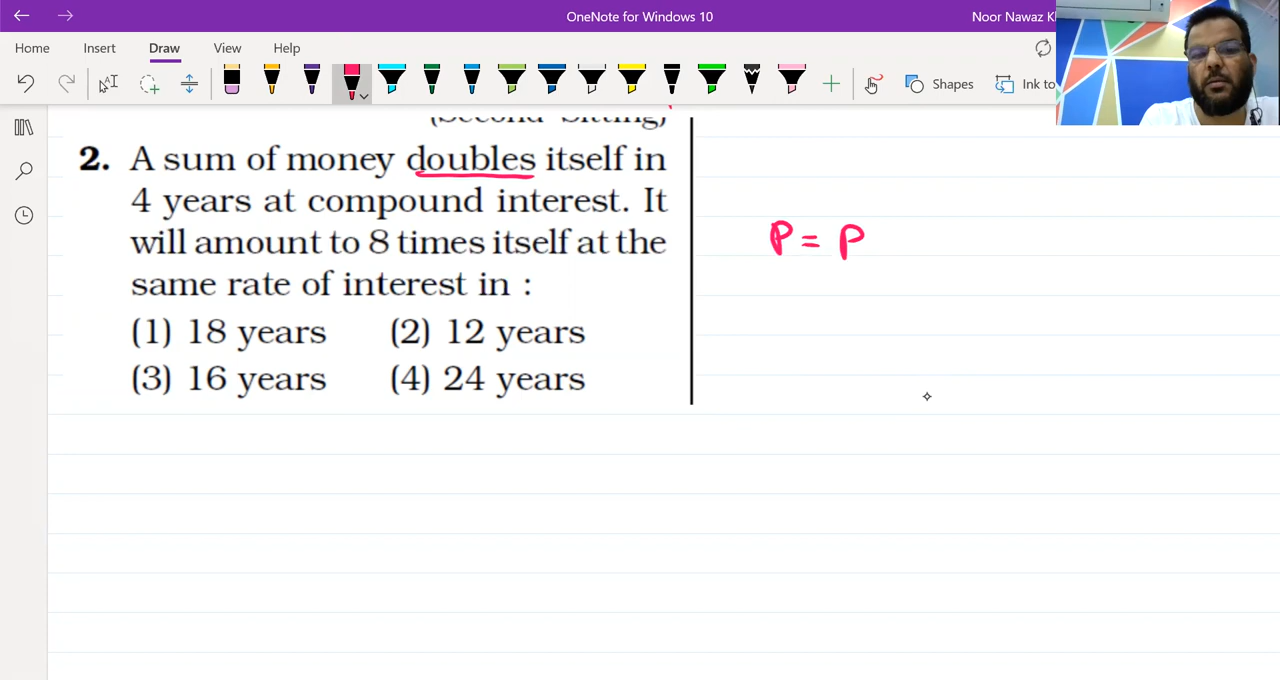 OneNote for Windows 10
Noor Nawaz K
Home Insert Draw View Help
Shapes
Ink to
(Second Sitting)
2. A sum of money doubles itself in
4 years at compound interest. It
will amount to 8 times itself at the
same rate of interest in :
(1) 18 years (2) 12 years
(3) 16 years (4) 24 years
P = P